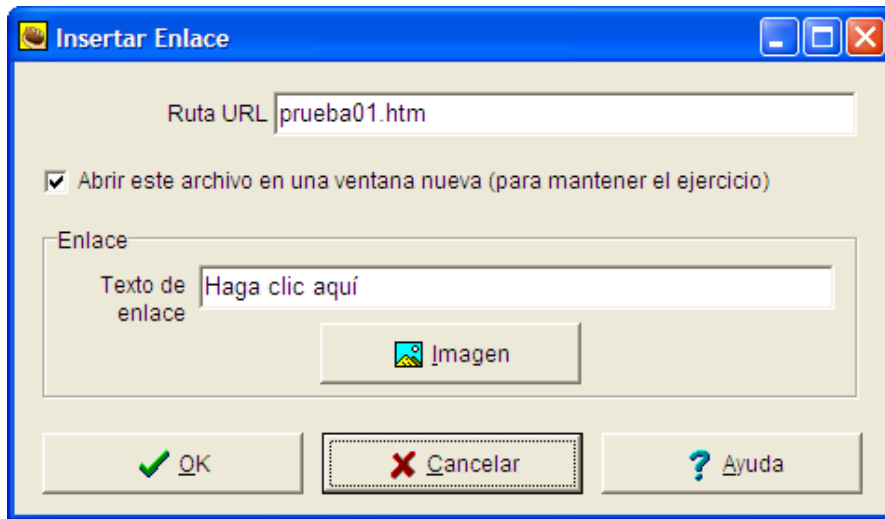 Insertar Enlace
Ruta URL prueba01.htm
Abrir este archivo en una ventana nueva (para mantener el ejercicio)
Enlace
Texto de enlace
Haga clic aquí
Imagen
OK Cancelar Ayuda